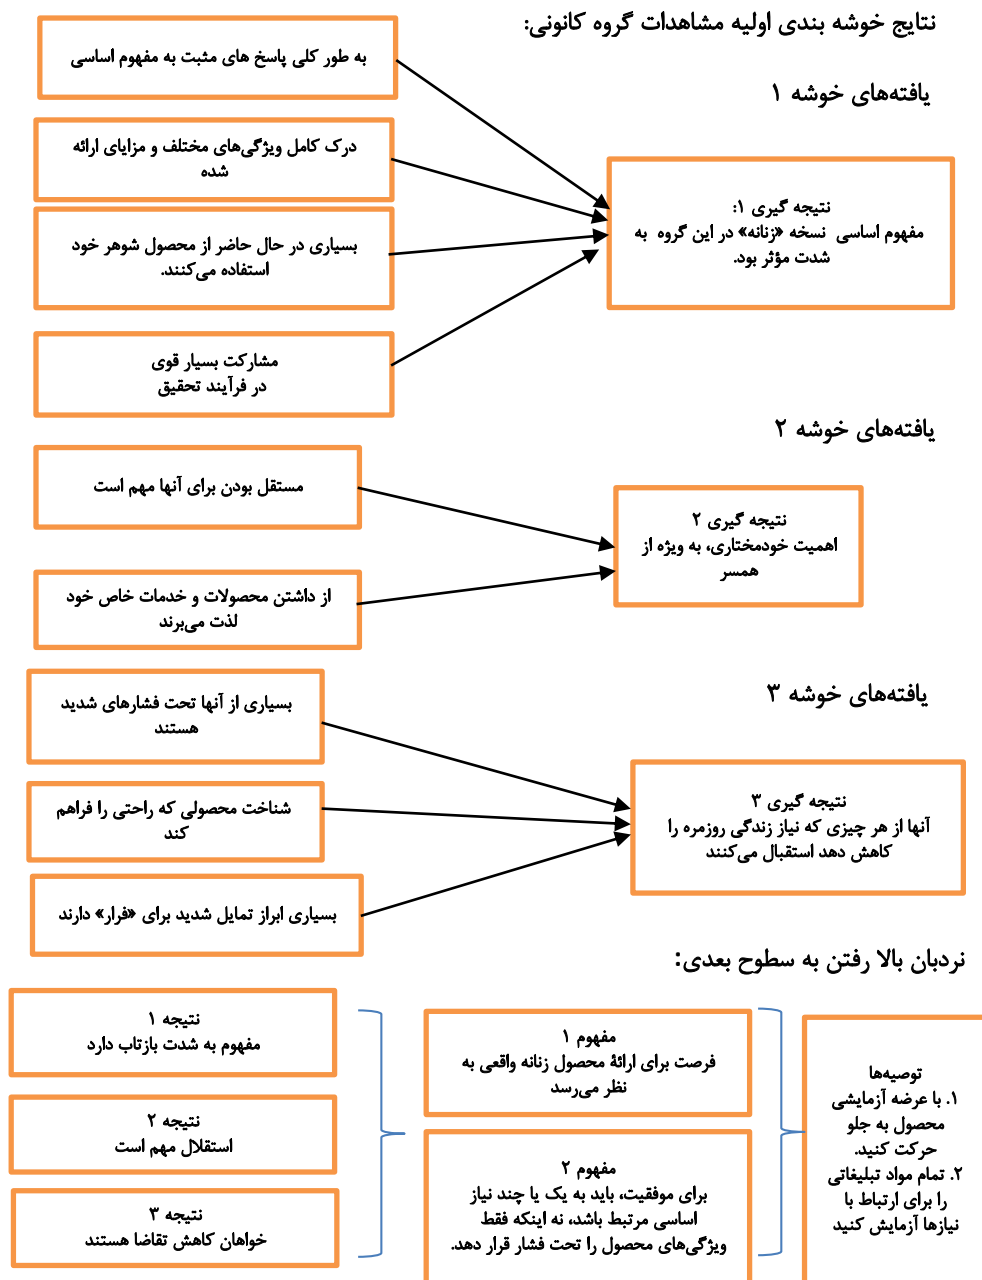 نتایج خوشه بندی اولیه مشاهدات گروه کانونی:
یافته‌های خوشه ۱
به طور کلی پاسخ های مثبت به مفهوم اساسی
درک کامل ویژگی‌های مختلف و مزایای ارائه
شده
بسیاری در حال حاضر از محصول شوهر خود
استفاده می‌کنند.
مشارکت بسیار قوی
در فرآیند تحقیق
نتیجه گیری ۱:
مفهوم اساسی نسخه «زنانه» در این گروه به
شدت مؤثر بود.
یافته‌های خوشه ۲
مستقل بودن برای آنها مهم است
از داشتن محصولات و خدمات خاص خود
لذت می‌برند
نتیجه گیری ۲
اهمیت خودمختاری، به ویژه از
همسر
یافته‌های خوشه ۳
بسیاری از آنها تحت فشارهای شدید
هستند
شناخت محصولی که راحتی را فراهم
کند
بسیاری ابراز تمایل شدید برای «فرار» دارند
نتیجه گیری ۳
آنها از هر چیزی که نیاز زندگی روزمره را
کاهش دهد استقبال می‌کنند
نردبان بالا رفتن به سطوح بعدی:
نتیجه ۱
مفهوم به شدت بازتاب دارد
نتیجه ۲
استقلال مهم است
نتیجه ۳
خواهان کاهش تقاضا هستند
مفهوم ۱
فرصت برای ارائۀ محصول زنانه واقعی به
نظر می‌رسد
مفهوم ۲
برای موفقیت، باید به یک یا چند نیاز
اساسی مرتبط باشد، نه اینکه فقط
ویژگی‌های محصول را تحت فشار قرار دهد.
توصیه‌ها
۱. با عرضه آزمایشی
محصول به جلو
حرکت کنید.
۲. تمام مواد تبلیغاتی
را برای ارتباط با
نیازها آزمایش کنید